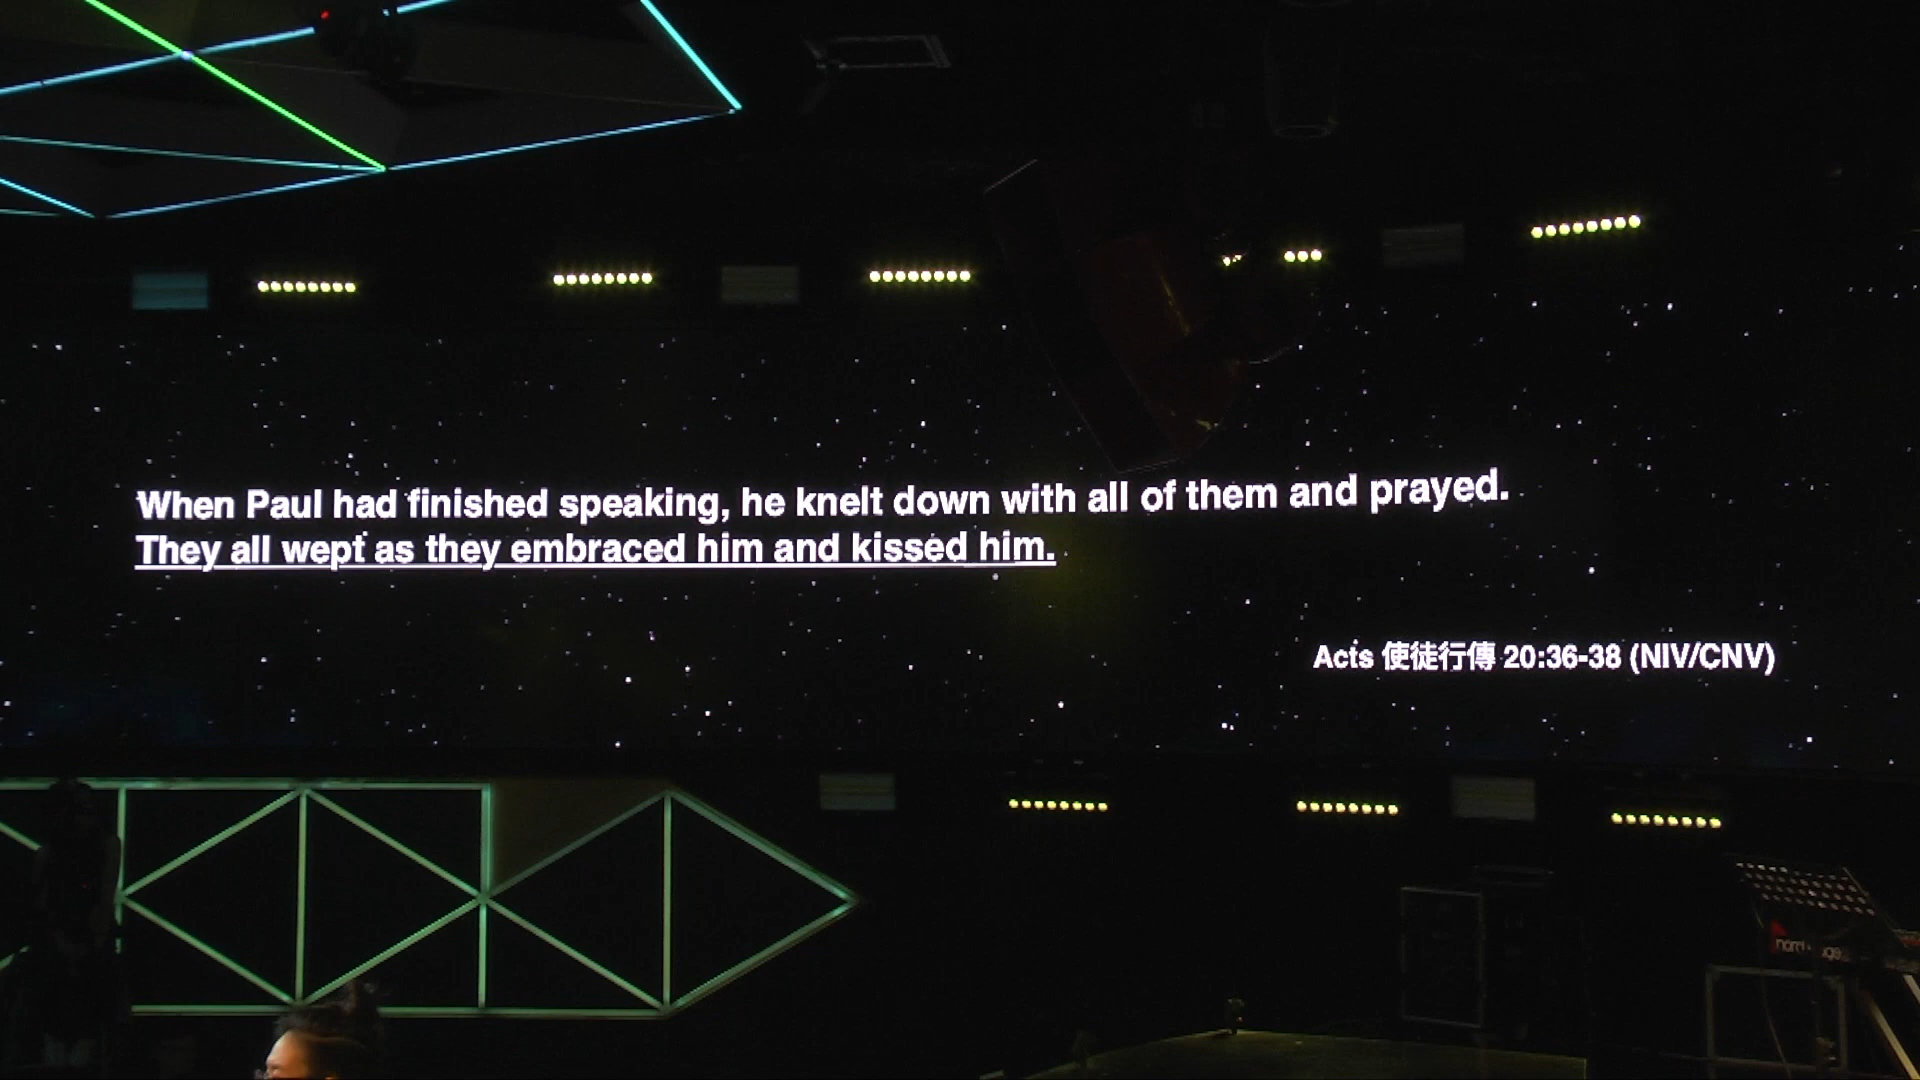 When Paul had finished speaking, he knelt down with all of them and prayed.
They all wept as they embraced him and kissed him.
Acts 使徒行傳 20:36-38 (NIV/CNV)
nord